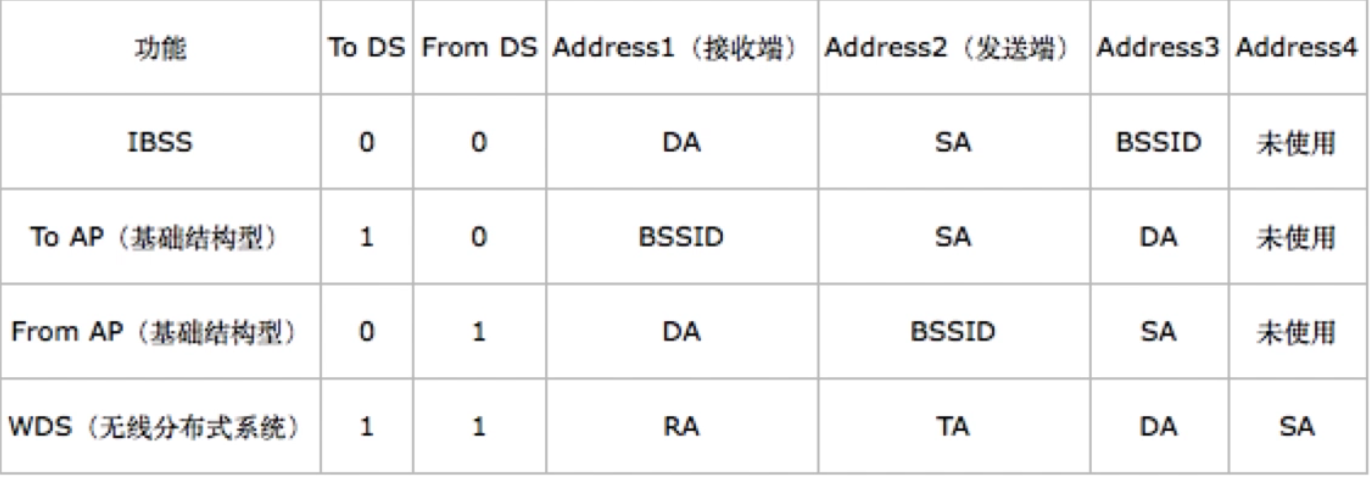 功能 To DS From DS Address1（接收端） Address2（发送端） Address3 Address4
IBSS 0 0 DA SA BSSID 未使用
To AP（基础结构型） 1 0 BSSID SA DA 未使用
From AP（基础结构型） 0 1 DA BSSID SA 未使用
WDS（无线分布式系统） 1 1 RA TA DA SA